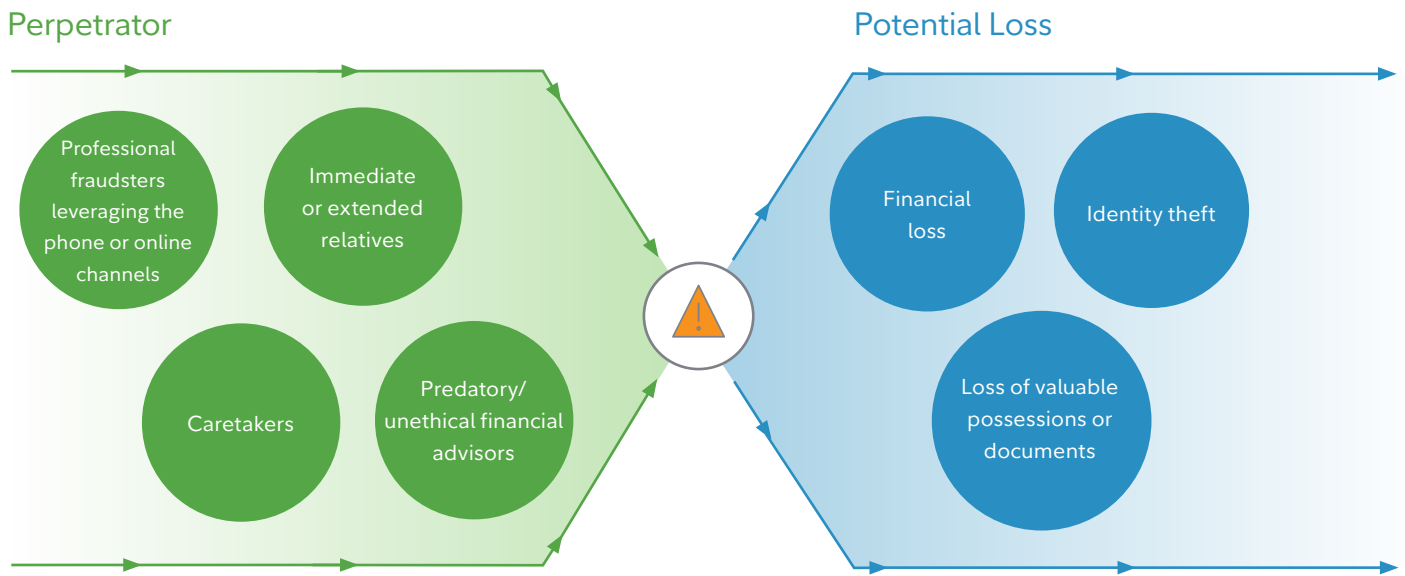 Perpetrator
Professional
fraudsters
leveraging the
phone or online
channels
Immediate
or extended
relatives
Caretakers
Predatory/
unethical financial
advisors
!
Potential Loss
Financial
loss
Identity theft
Loss of valuable
possessions or
documents